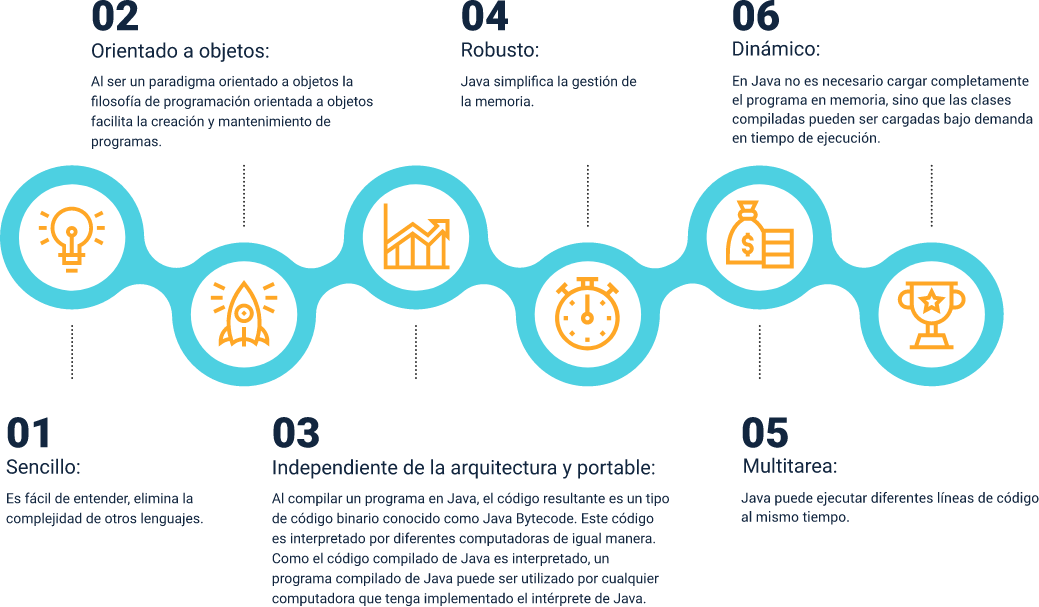 02
Orientado a objetos:
Al ser un paradigma orientado a objetos la
filosofía de programación orientada a objetos
facilita la creación y mantenimiento de
programas.
04
Robusto:
Java simplifica la gestión de
la memoria.
06
Dinámico:
En Java no es necesario cargar completamente
el programa en memoria, sino que las clases
compiladas pueden ser cargadas bajo demanda
en tiempo de ejecución.
$
01
Sencillo:
Es fácil de entender, elimina la
complejidad de otros lenguajes.
03
Independiente de la arquitectura y portable:
Al compilar un programa en Java, el código resultante es un tipo
de código binario conocido como Java Bytecode. Este código
es interpretado por diferentes computadoras de igual manera.
Como el código compilado de Java es interpretado, un
programa compilado de Java puede ser utilizado por cualquier
computadora que tenga implementado el intérprete de Java.
05
Multitarea:
Java puede ejecutar diferentes líneas de código
al mismo tiempo.